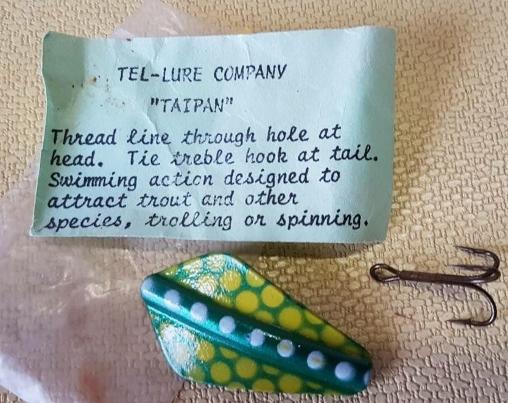 TEL-LURE COMPANY
"TAIPAN"
Thread line through hole at
head. Tie treble hook at tail.
Swimming action designed to
attract trout and other
species, trolling or spinning.